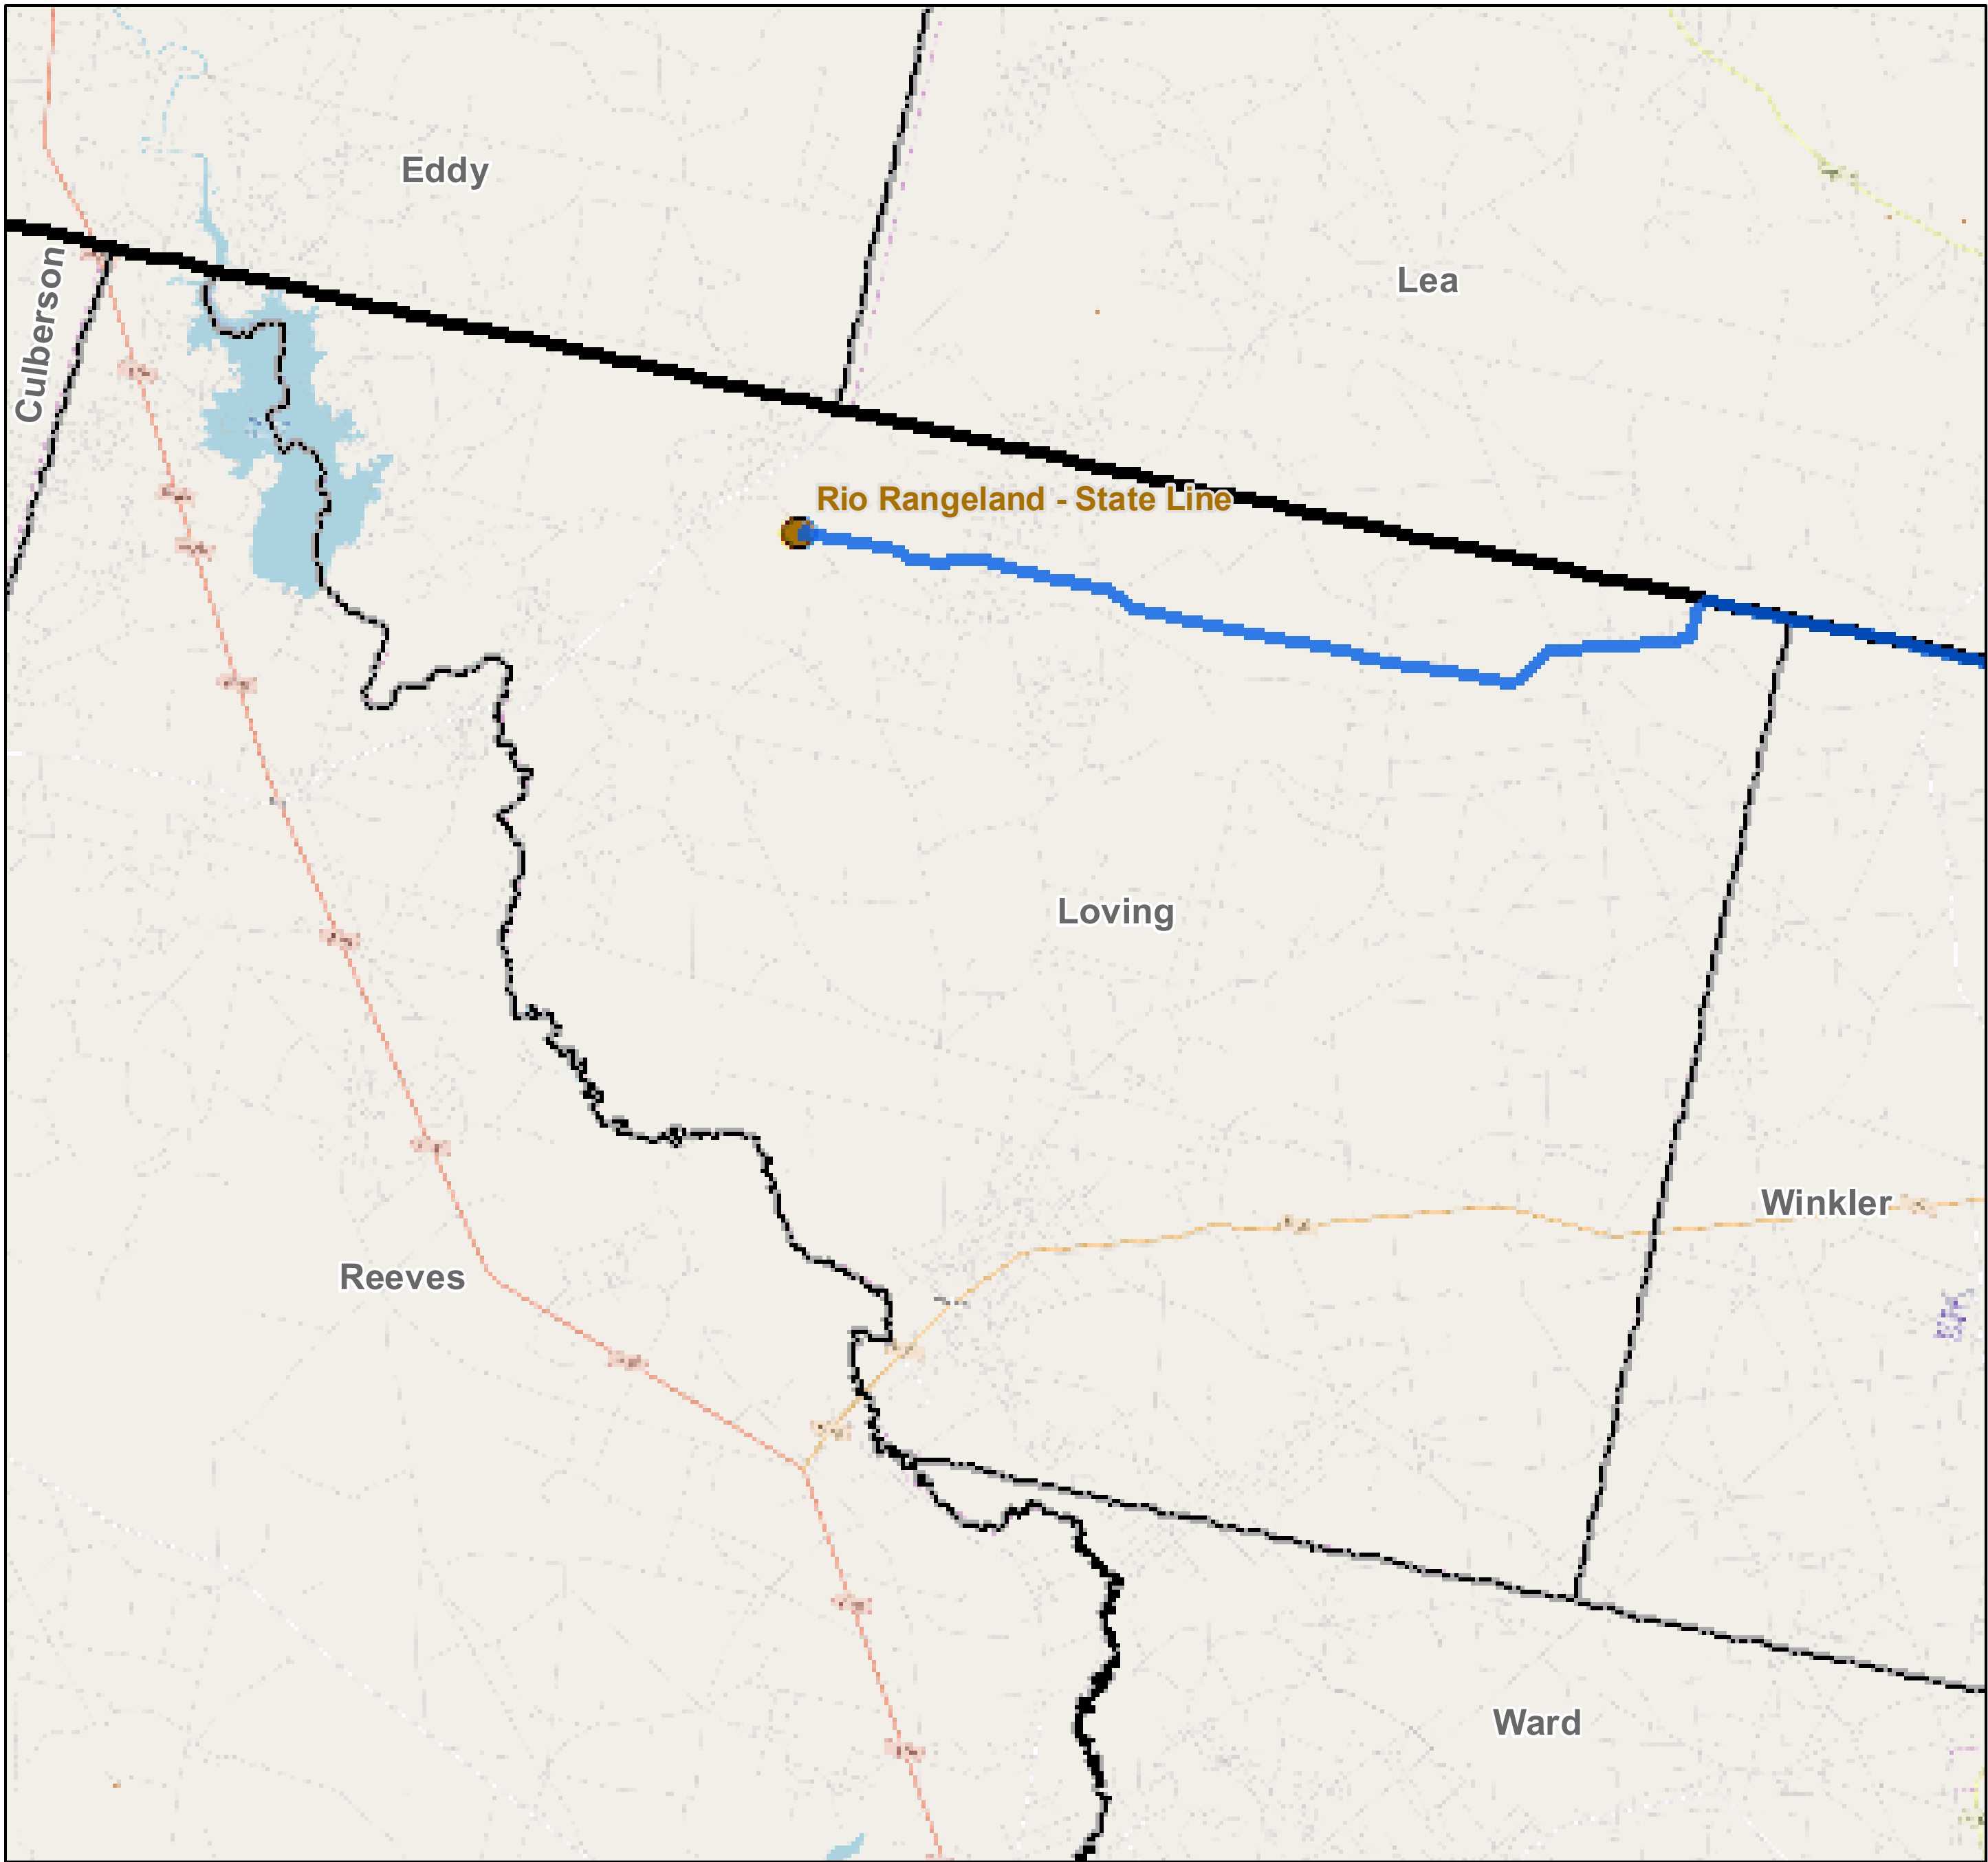 Eddy
Culberson
Lea
Rio Rangeland - State Line
Loving
Winkler
Reeves
Ward